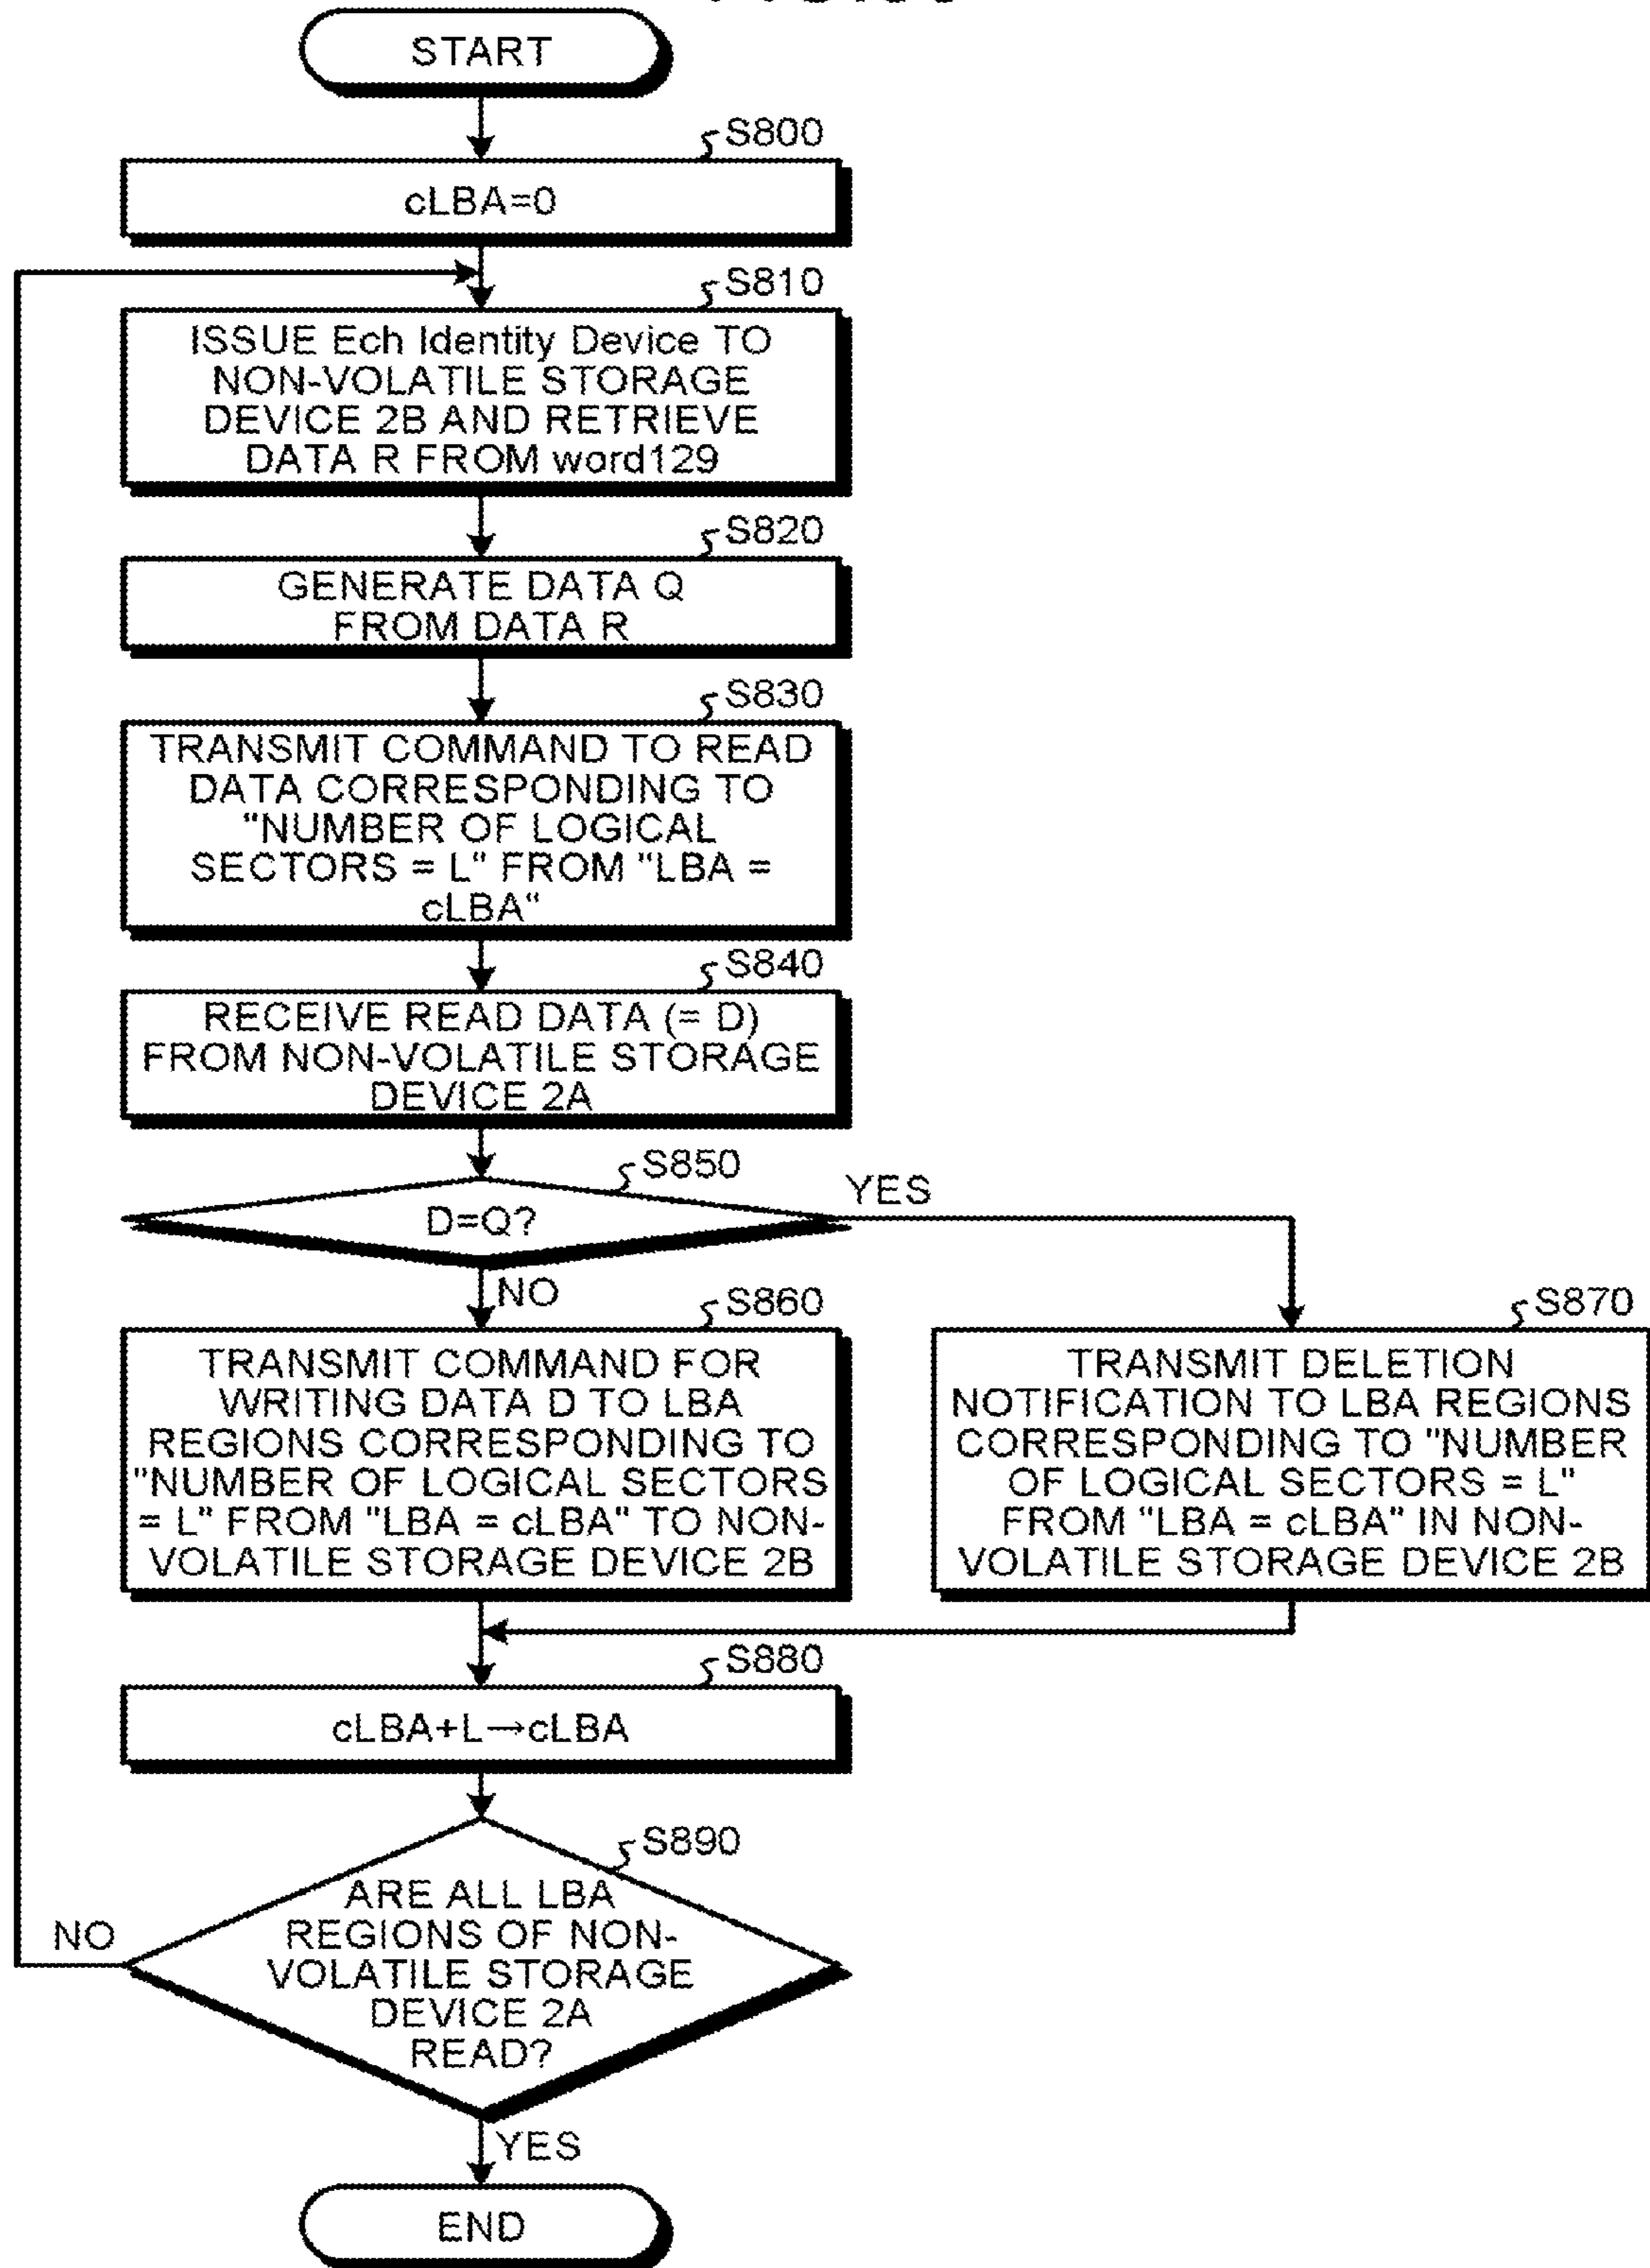 START
S800
cLBA=0
S810
ISSUE Ech Identity Device TO
NON-VOLATILE STORAGE
DEVICE 2B AND RETRIEVE
DATA R FROM word129
S820
GENERATE DATA Q
FROM DATA R
S830
TRANSMIT COMMAND TO READ
DATA CORRESPONDING TO
"NUMBER OF LOGICAL
SECTORS = L" FROM "LBA =
cLBA"
S840
RECEIVE READ DATA (= D)
FROM NON-VOLATILE STORAGE
DEVICE 2A
S850
D=Q?
YES
NO
S860
TRANSMIT COMMAND FOR
WRITING DATA D TO LBA
REGIONS CORRESPONDING TO
"NUMBER OF LOGICAL SECTORS
= L" FROM "LBA = cLBA" TO NON-
VOLATILE STORAGE DEVICE 2B
S870
TRANSMIT DELETION
NOTIFICATION TO LBA REGIONS
CORRESPONDING TO "NUMBER
OF LOGICAL SECTORS = L"
FROM "LBA = cLBA" IN NON-
VOLATILE STORAGE DEVICE 2B
S880
cLBA+L→cLBA
S890
ARE ALL LBA
REGIONS OF NON-
VOLATILE STORAGE
DEVICE 2A
READ?
NO
YES
END